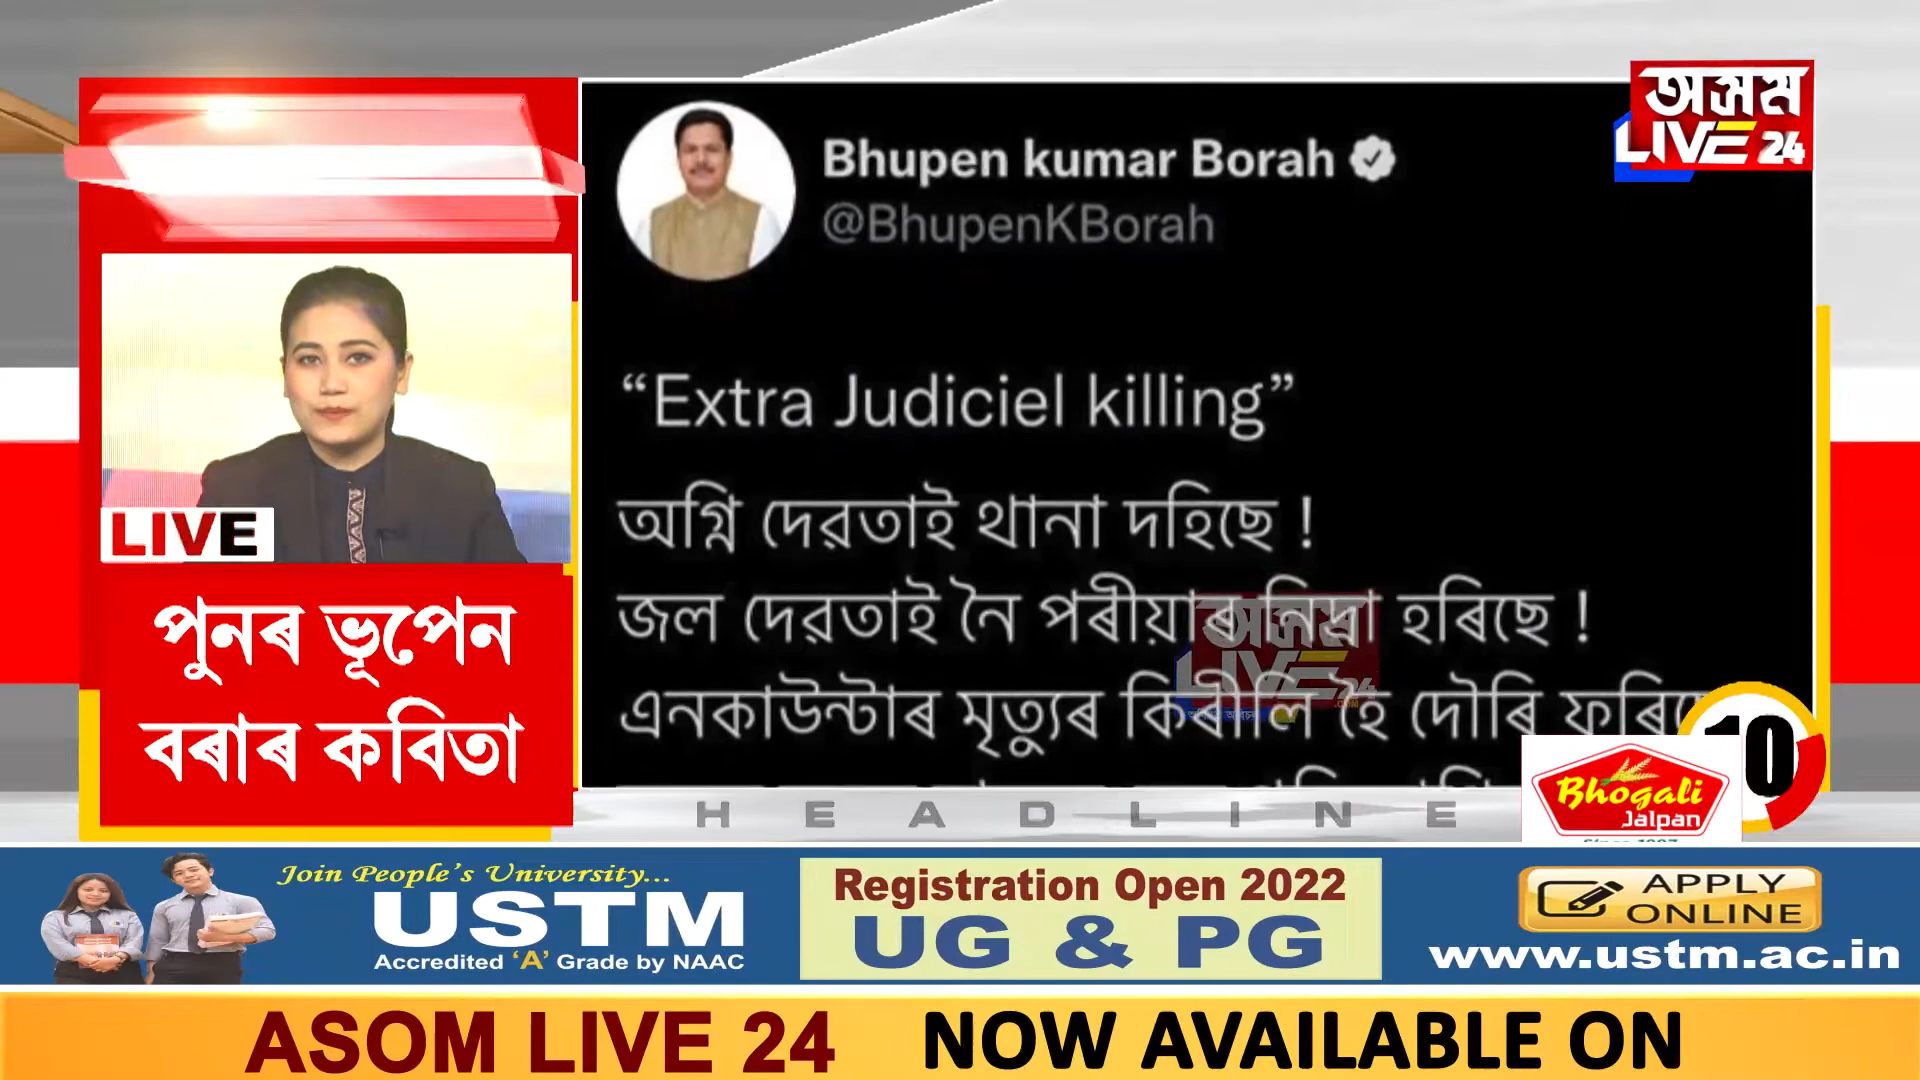 অসম
LIVE 24
Bhupen kumar Borah
@BhupenKBorah
“Extra Judiciel killing”
অগ্নি দেৱতাই থানা দহিছে !
জল দেৱতাই নৈ পৰীয়াৰ নিদ্ৰা হৰিছে !
এনকাউন্টাৰ মৃত্যুৰ কিৰীলি হৈ দৌৰি ফৰি
LIVE
পুনৰ ভূপেন
বৰাৰ কবিতা
10
HEADLINE
Bhogali
Jalpan
Join People's University...
USTM
Accredited ‘A’ Grade by NAAC
Registration Open 2022
UG & PG
APPLY
ONLINE
www.ustm.ac.in
ASOM LIVE 24 NOW AVAILABLE ON